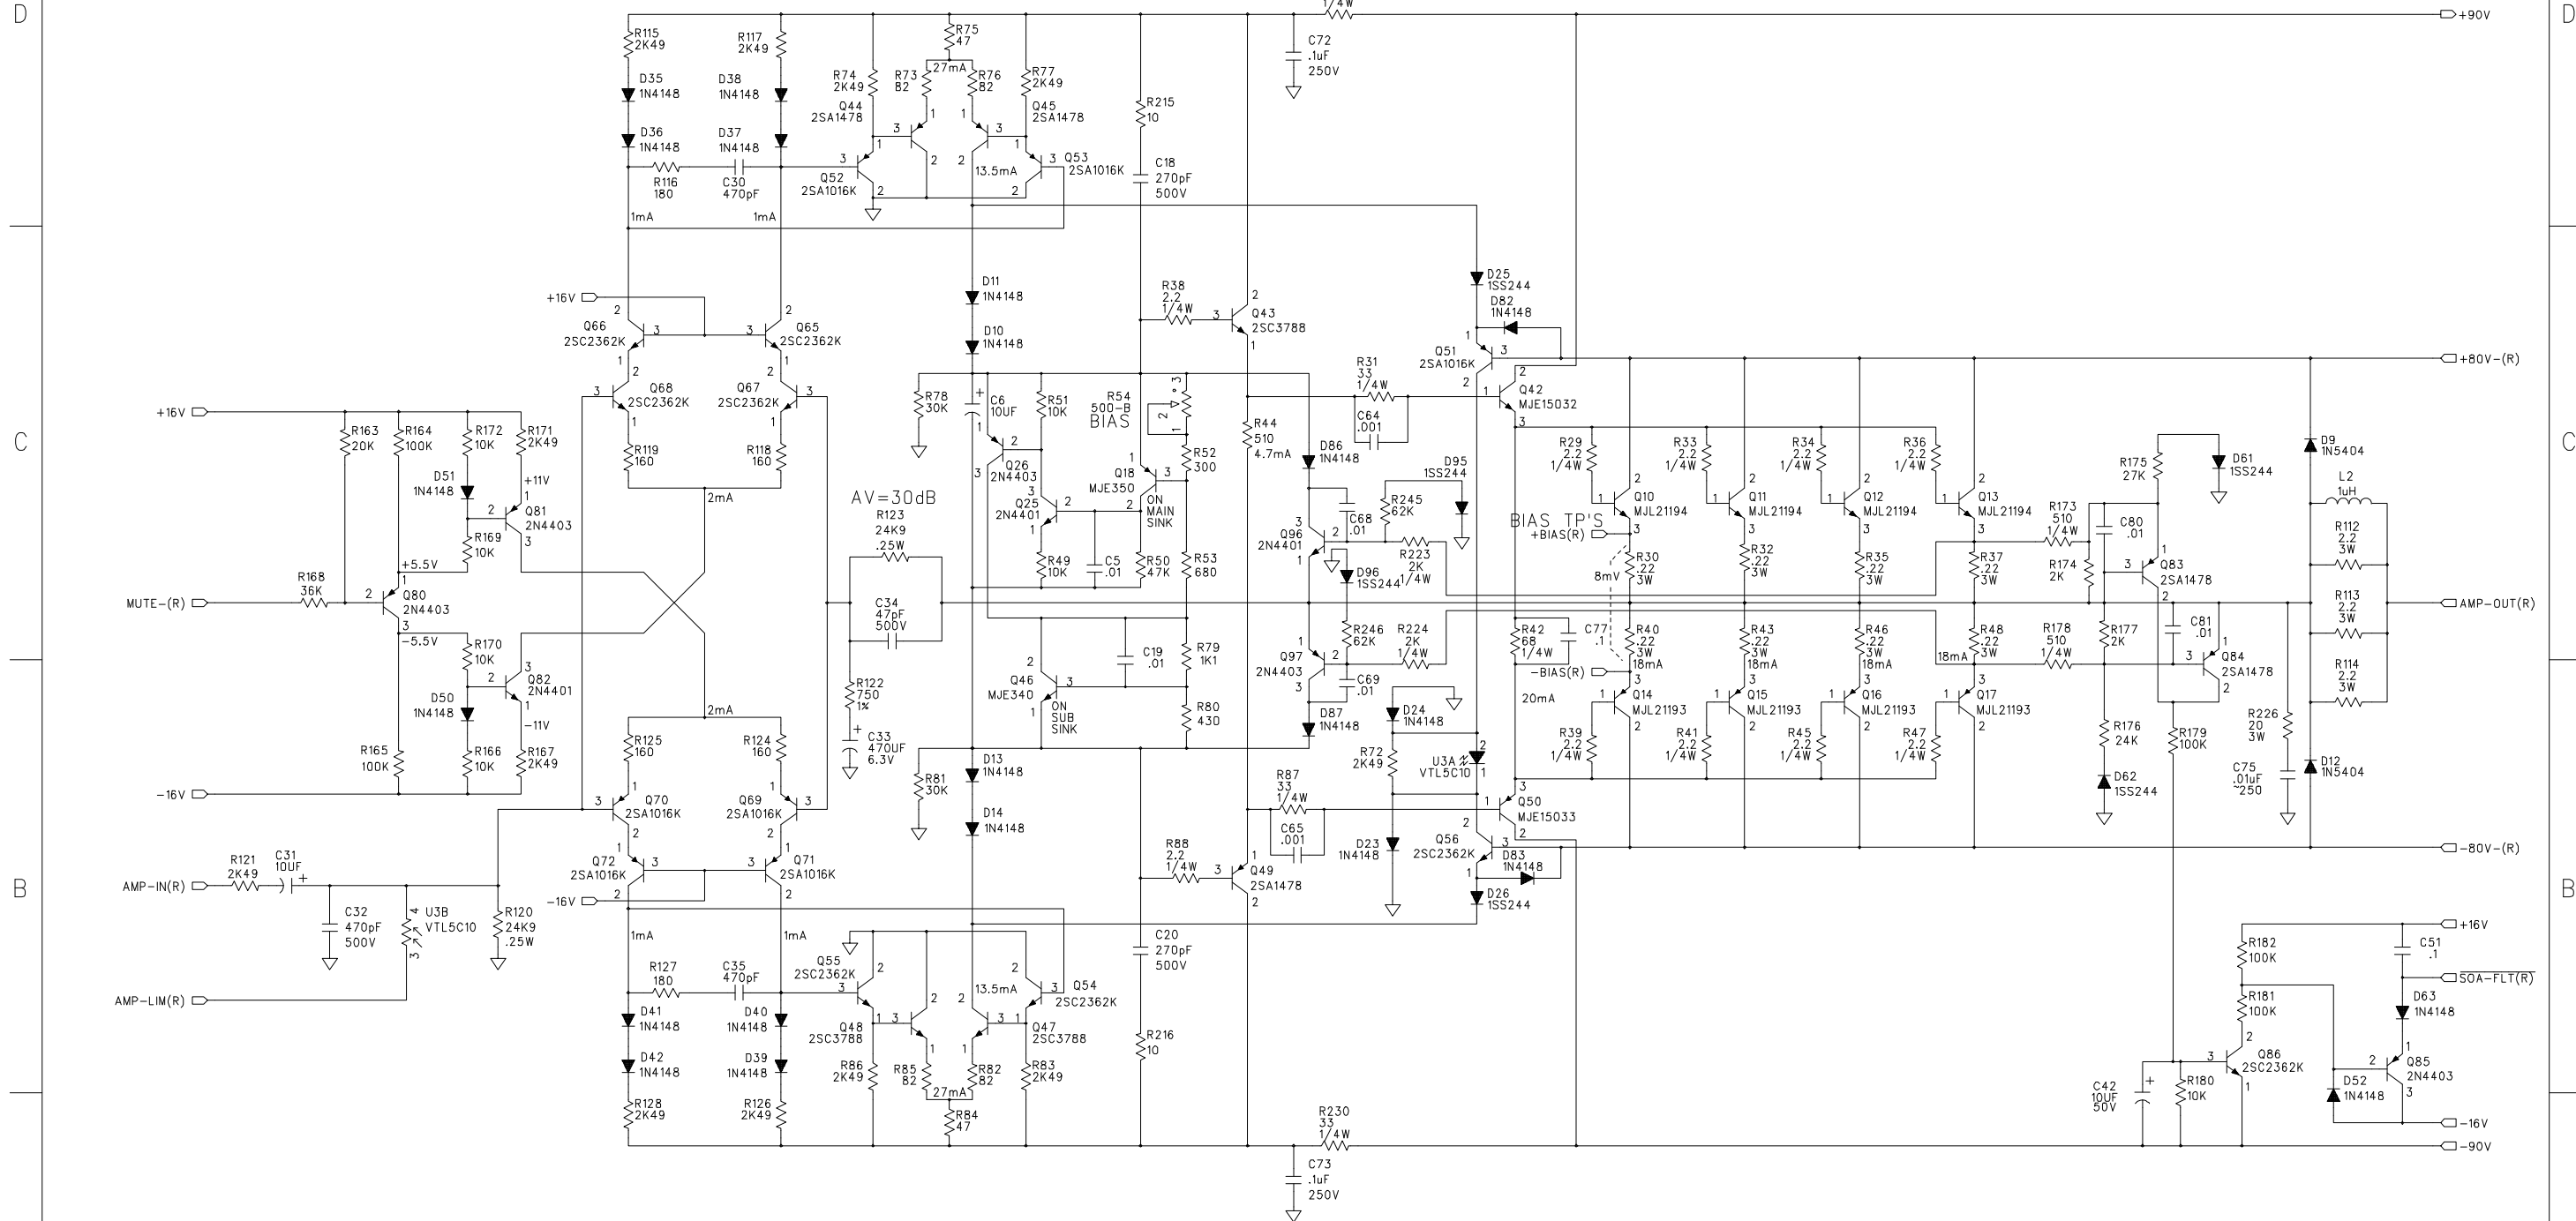 D
D
1/4W
+90V
R115
2K49
R117
2K49
R75
47
C72
.1uF
250V
27mA
D35
1N4148
D38
1N4148
R74
2K49
R73
82
R76
82
R77
2K49
Q44
2SA1478
Q45
2SA1478
R215
10
D36
1N4148
D37
1N4148
R116
180
C30
470pF
Q52
2SA1016K
13.5mA
Q53
2SA1016K
C18
270pF
500V
1mA
1mA
D11
1N4148
D25
1SS244
D82
1N4148
+16V
R38
2.2
1/4W
Q43
2SC3788
Q66
2SC2362K
Q65
2SC2362K
D10
1N4148
Q51
2SA1016K
+80V-(R)
R31
33
1/4W
Q68
2SC2362K
Q67
2SC2362K
R78
30K
C6
10UF
R51
10K
R54
500-B
BIAS
Q42
MJE15032
C64
.001
+16V
C
C
R163
20K
R164
100K
R172
10K
R171
2K49
R119
160
R118
160
R44
510
4.7mA
D86
1N4148
R29
2.2
1/4W
R33
2.2
1/4W
R34
2.2
1/4W
R36
2.2
1/4W
D9
1N5404
D51
1N4148
+11V
Q26
2N4403
Q18
MJE350
R52
300
D95
1SS244
R175
27K
D61
1SS244
L2
1uH
2mA
AV=30dB
Q81
2N4403
R123
24K9
.25W
Q25
2N4401
ON
MAIN
SINK
C68
.01
R245
62K
Q10
MJL21194
Q11
MJL21194
Q12
MJL21194
Q13
MJL21194
R173
510
1/4W
C80
.01
BIAS TP'S
+BIAS(R)
R112
2.2
3W
R169
10K
Q96
2N4401
R223
2K
1/4W
+5.5V
R49
10K
C5
.01
R50
47K
R53
680
D96
1SS244
R30
.22
3W
R32
.22
3W
R35
.22
3W
R37
.22
3W
R174
2K
Q83
2SA1478
8mV
R168
36K
MUTE-(R)
Q80
2N4403
C34
47pF
500V
R113
2.2
3W
AMP-OUT(R)
-5.5V
R170
10K
C19
.01
R79
1K1
R246
62K
R224
2K
1/4W
R42
68
1/4W
C77
.1
R40
.22
3W
18mA
R43
.22
3W
18mA
R46
.22
3W
18mA
R48
.22
3W
18mA
R178
510
1/4W
R177
2K
C81
.01
Q84
2SA1478
Q97
2N4403
Q46
MJE340
ON
SUB
SINK
R122
750
1%
C69
.01
-BIAS(R)
R114
2.2
3W
Q82
2N4401
D50
1N4148
-11V
2mA
R80
430
D87
1N4148
D24
1N4148
20mA
Q14
MJL21193
Q15
MJL21193
Q16
MJL21193
Q17
MJL21193
R226
20
3W
R165
100K
R166
10K
R167
2K49
R125
160
R124
160
C33
470UF
6.3V
R81
30K
D13
1N4148
R72
2K49
U3A
VTL5C10
R39
2.2
1/4W
R41
2.2
1/4W
R45
2.2
1/4W
R47
2.2
1/4W
R176
24K
R179
100K
D12
1N5404
-16V
R87
33
1/4W
D62
1SS244
C75
.01uF
~250
Q70
2SA1016K
Q69
2SA1016K
D14
1N4148
Q50
MJE15033
C65
.001
R88
2.2
1/4W
D23
1N4148
Q56
2SC2362K
D83
1N4148
-80V-(R)
R121
2K49
C31
10UF
Q72
2SA1016K
Q71
2SA1016K
AMP-IN(R)
Q49
2SA1478
D26
1SS244
B
B
-16V
C32
470pF
500V
U3B
VTL5C10
R120
24K9
.25W
1mA
1mA
C20
270pF
500V
+16V
R182
100K
C51
.1
R127
180
C35
470pF
Q55
2SC2362K
13.5mA
Q54
2SC2362K
SOA-FLT(R)
AMP-LIM(R)
R181
100K
D63
1N4148
D41
1N4148
D40
1N4148
Q48
2SC3788
Q47
2SC3788
R216
10
D42
1N4148
D39
1N4148
R86
2K49
R85
82
R82
82
R83
2K49
Q86
2SC2362K
Q85
2N4403
27mA
D52
1N4148
C42
10UF
50V
R180
10K
R128
2K49
R126
2K49
R84
47
R230
33
1/4W
-16V
-90V
C73
.1uF
250V